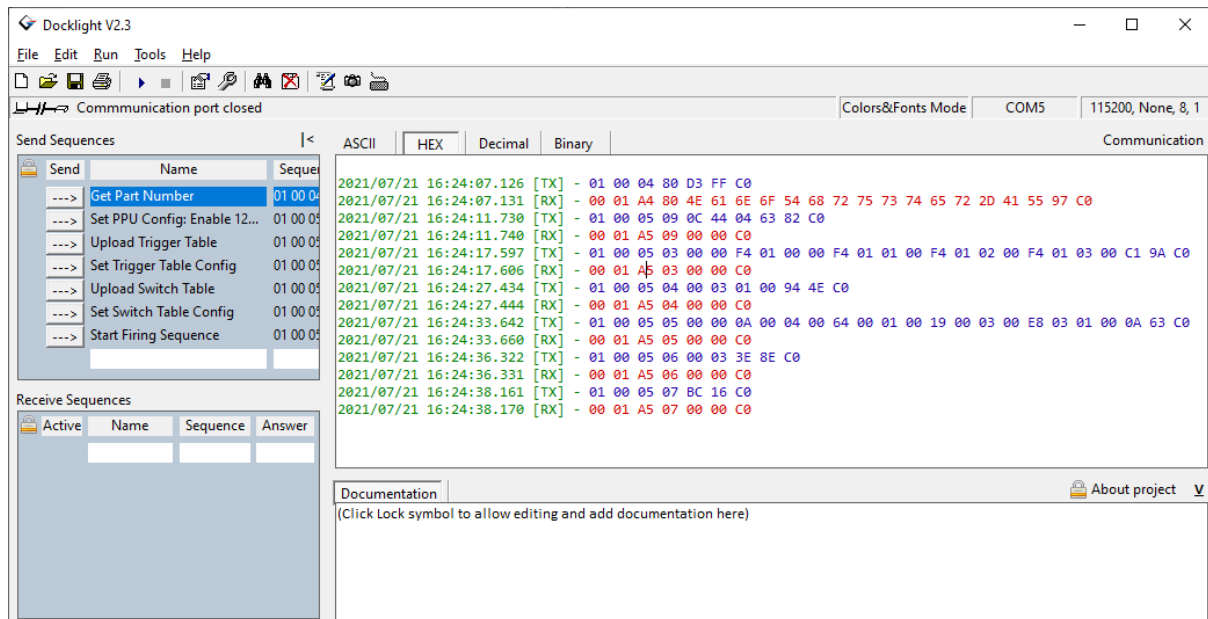 Docklight V2.3
File Edit Run Tools Help
Commmunication port closed
Colors&Fonts Mode COM5 115200, None, 8, 1
Send Sequences |<
Send Name Sequer
---> Get Part Number 01 00 04
---> Set PPU Config: Enable 12... 01 00 05
---> Upload Trigger Table 01 00 05
---> Set Trigger Table Config 01 00 05
---> Upload Switch Table 01 00 05
---> Set Switch Table Config 01 00 05
---> Start Firing Sequence 01 00 05
Receive Sequences
Active Name Sequence Answer
ASCII HEX Decimal Binary Communication
2021/07/21 16:24:07.126 [TX] - 01 00 04 80 D3 FF C0
2021/07/21 16:24:07.131 [RX] - 00 01 A4 80 4E 61 6E 6F 54 68 72 75 73 74 65 72 2D 41 55 97 C0
2021/07/21 16:24:11.730 [TX] - 01 00 05 09 0C 44 04 63 82 C0
2021/07/21 16:24:11.740 [RX] - 00 01 A5 09 00 00 C0
2021/07/21 16:24:17.597 [TX] - 01 00 05 03 00 00 F4 01 00 00 F4 01 01 00 F4 01 02 00 F4 01 03 00 C1 9A C0
2021/07/21 16:24:17.606 [RX] - 00 01 A5 03 00 00 C0
2021/07/21 16:24:27.434 [TX] - 01 00 05 04 00 03 01 00 94 4E C0
2021/07/21 16:24:27.444 [RX] - 00 01 A5 04 00 00 C0
2021/07/21 16:24:33.642 [TX] - 01 00 05 05 00 00 0A 00 04 00 64 00 01 00 19 00 03 00 E8 03 01 00 0A 63 C0
2021/07/21 16:24:33.660 [RX] - 00 01 A5 05 00 00 C0
2021/07/21 16:24:36.322 [TX] - 01 00 05 06 00 03 3E 8E C0
2021/07/21 16:24:36.331 [RX] - 00 01 A5 06 00 00 C0
2021/07/21 16:24:38.161 [TX] - 01 00 05 07 BC 16 C0
2021/07/21 16:24:38.170 [RX] - 00 01 A5 07 00 00 C0
Documentation About project V
(Click Lock symbol to allow editing and add documentation here)